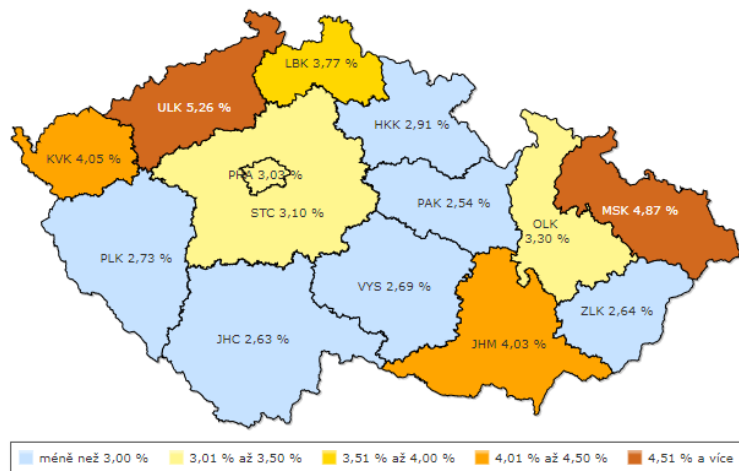 LBK 3,77 %
ULK 5,26 %
HKK 2,91 %
KVK 4,05 %
PHA 3,03 %
STC 3,10 %
PAK 2,54 %
MSK 4,87 %
OLK
3,30 %
PLK 2,73 %
VYS 2,69 %
ZLK 2,64 %
JHC 2,63 %
JHM 4,03 %
méně než 3,00 %
3,01 % až 3,50 %
3,51 % až 4,00 %
4,01 % až 4,50 %
4,51 % a více